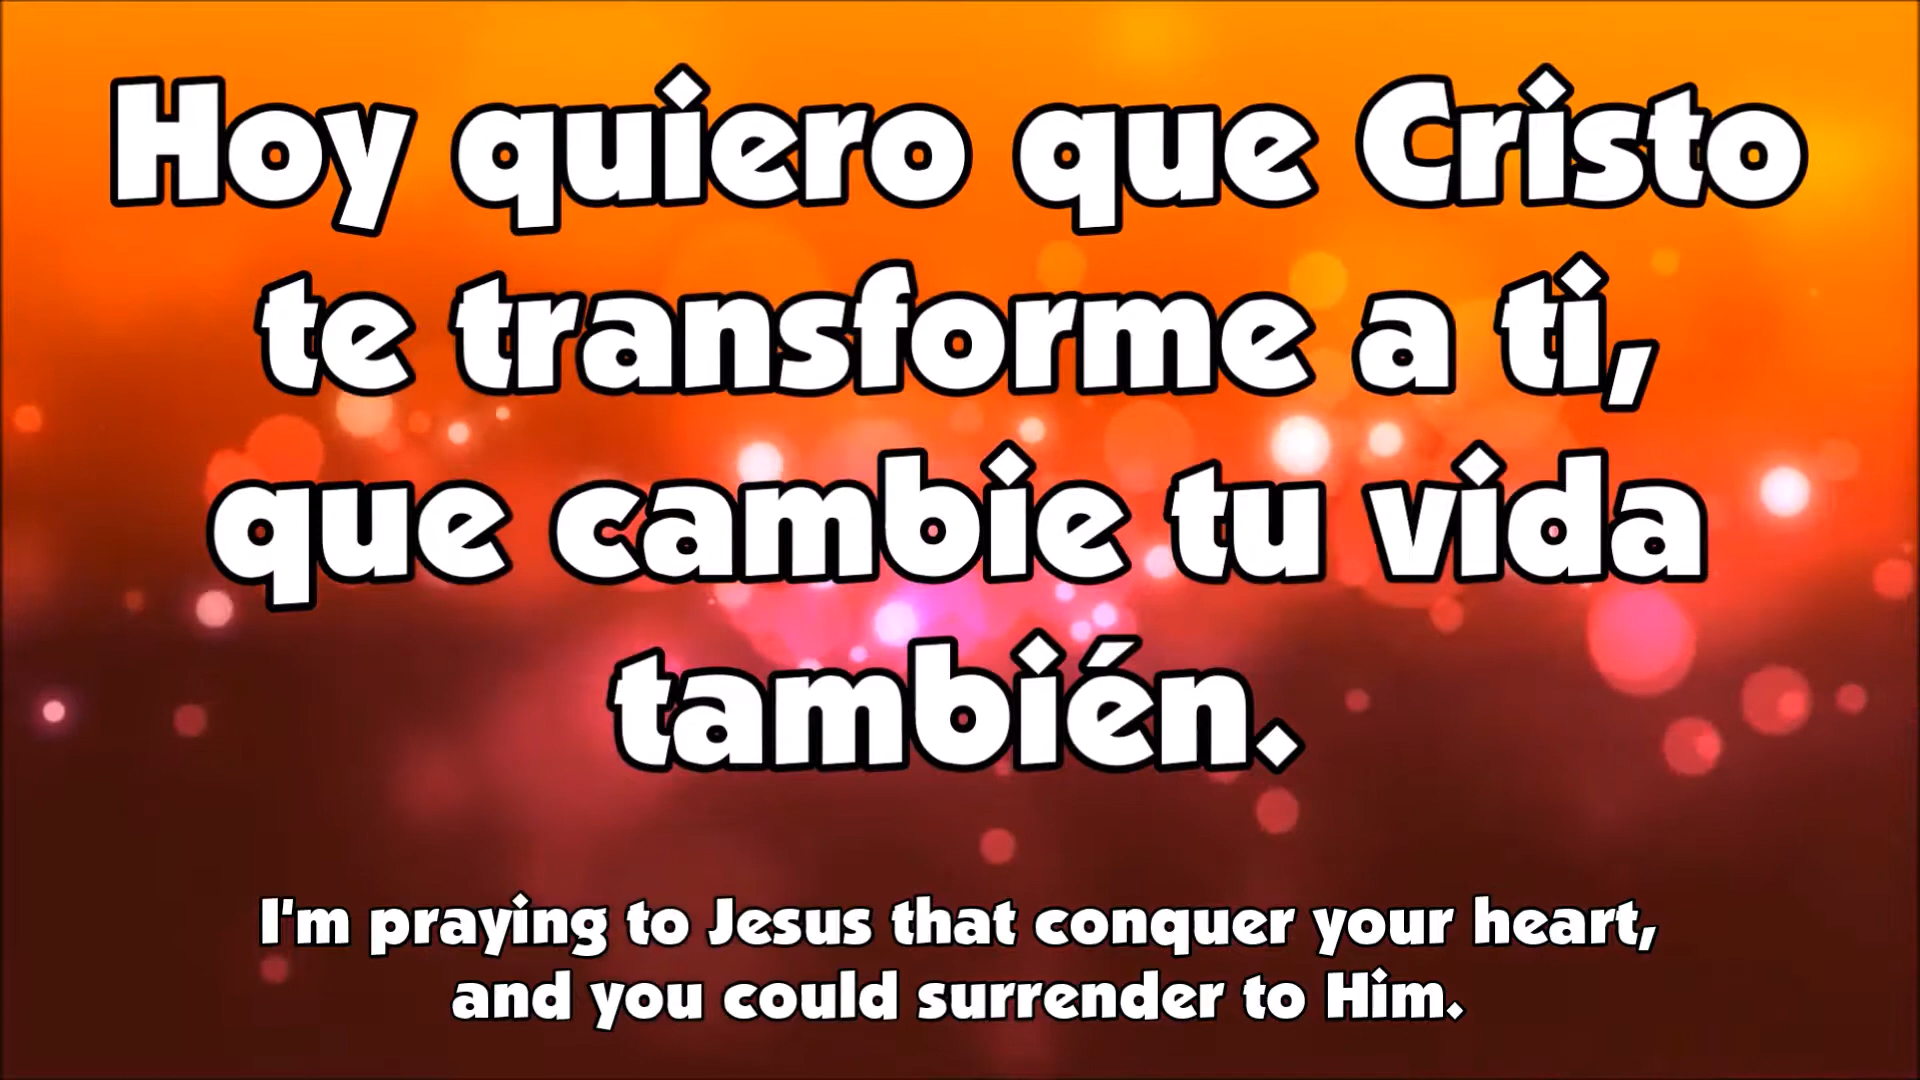 Hoy quiero que Cristo
te transforme a ti,
que cambie tu vida
también.
I'm praying to Jesus that conquer your heart,
and you could surrender to Him.